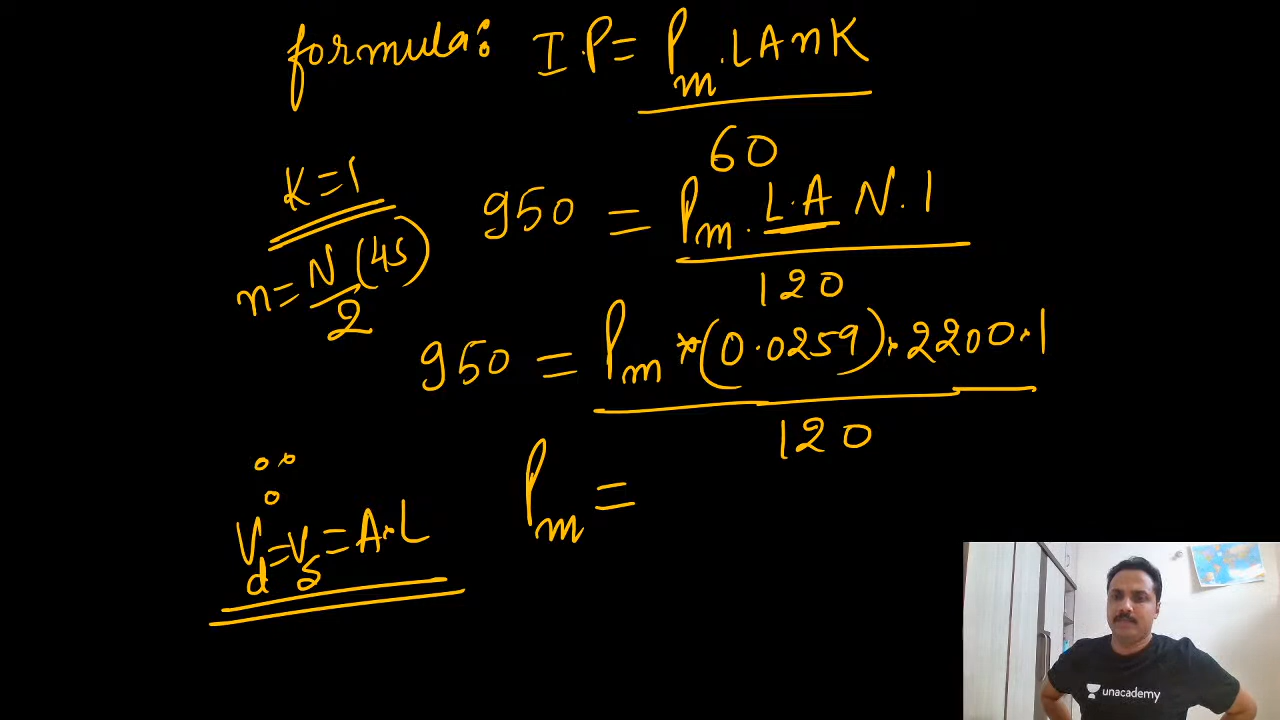 formula: I.P = Pm.LAnK
60
K=1
950 = Pm.L.A N.1
120
n=N(4S)
2
950 = Pm*(0.0259)*2200*1
120
Pm =
Vd=Vs=A*L
unacademy